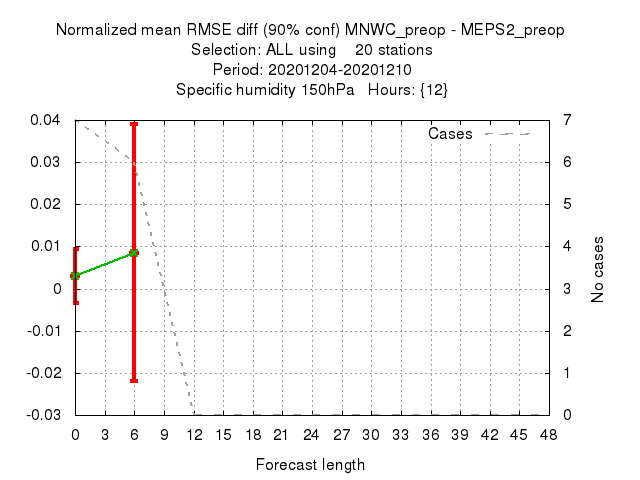 Normalized mean RMSE diff (90% conf) MNWC_preop - MEPS2_preop
Selection: ALL using 20 stations
Period: 20201204-20201210
Specific humidity 150hPa Hours: {12}
Cases
0.04
0.03
0.02
0.01
0
-0.01
-0.02
-0.03
7
6
5
4
3
2
1
0
No cases
0 3 6 9 12 15 18 21 24 27 30 33 36 39 42 45 48
Forecast length